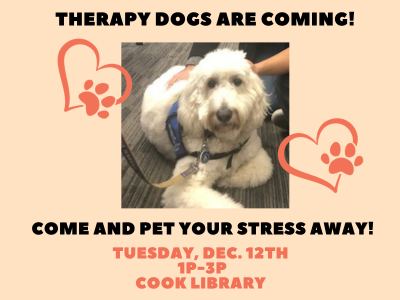 THERAPY DOGS ARE COMING!
COME AND PET YOUR STRESS AWAY!
TUESDAY, DEC. 12TH
1P-3P
COOK LIBRARY